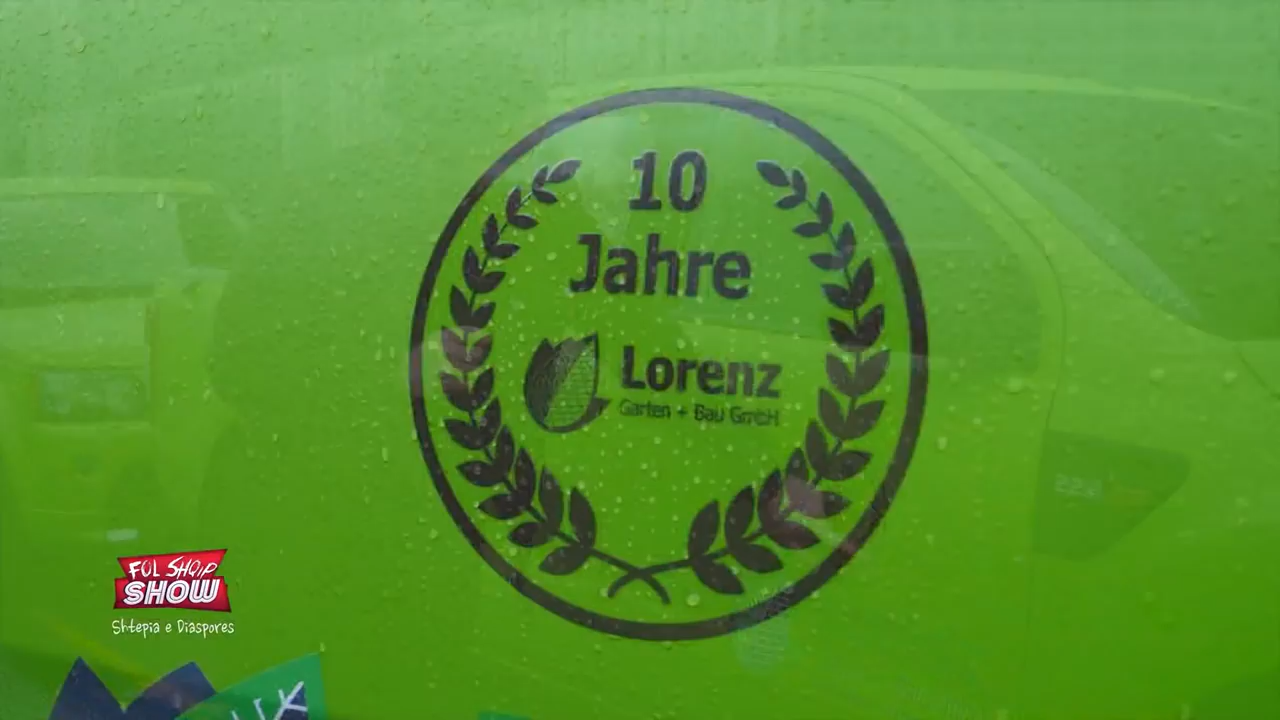 10
Jahre
Lorenz
Garten + Bau GmbH
FOL SHQIP
SHOW
Shtepia e Diaspores